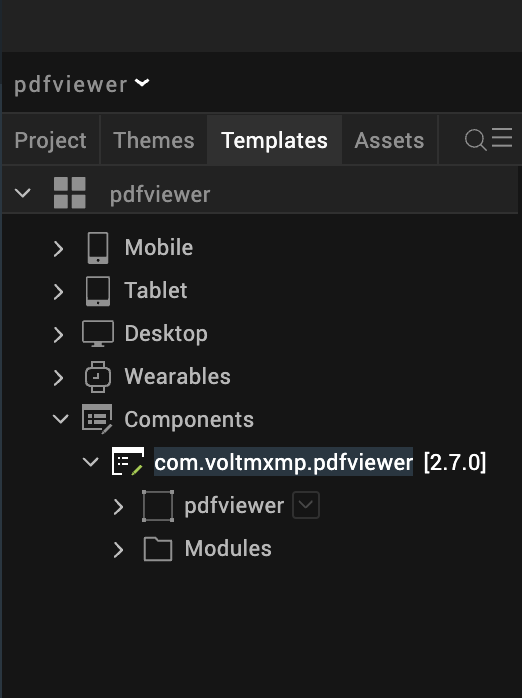 pdfviewer
Project Themes Templates Assets
pdfviewer
Mobile
Tablet
Desktop
Wearables
Components
com.voltmxmp.pdfviewer [2.7.0]
pdfviewer
Modules